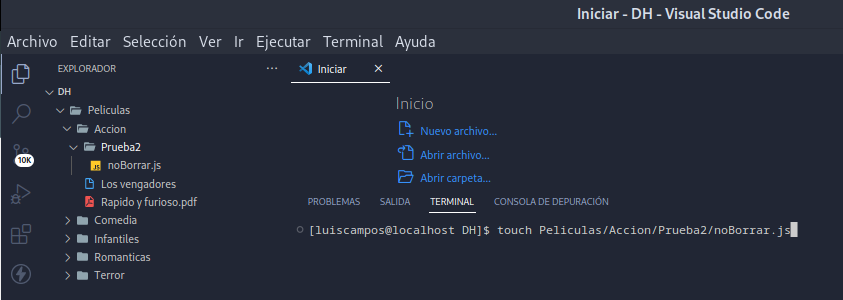 Iniciar - DH - Visual Studio Code
Archivo Editar Selección Ver Ir Ejecutar Terminal Ayuda
EXPLORADOR ···
DH
Peliculas
Accion
Prueba2
JS noBorrar.js
Los vengadores
Rapido y furioso.pdf
Comedia
Infantiles
Romanticas
Terror
10K
Iniciar
Inicio
Nuevo archivo...
Abrir archivo...
Abrir carpeta...
PROBLEMAS SALIDA TERMINAL CONSOLA DE DEPURACIÓN
[luiscampos@localhost DH]$ touch Peliculas/Accion/Prueba2/noBorrar.js